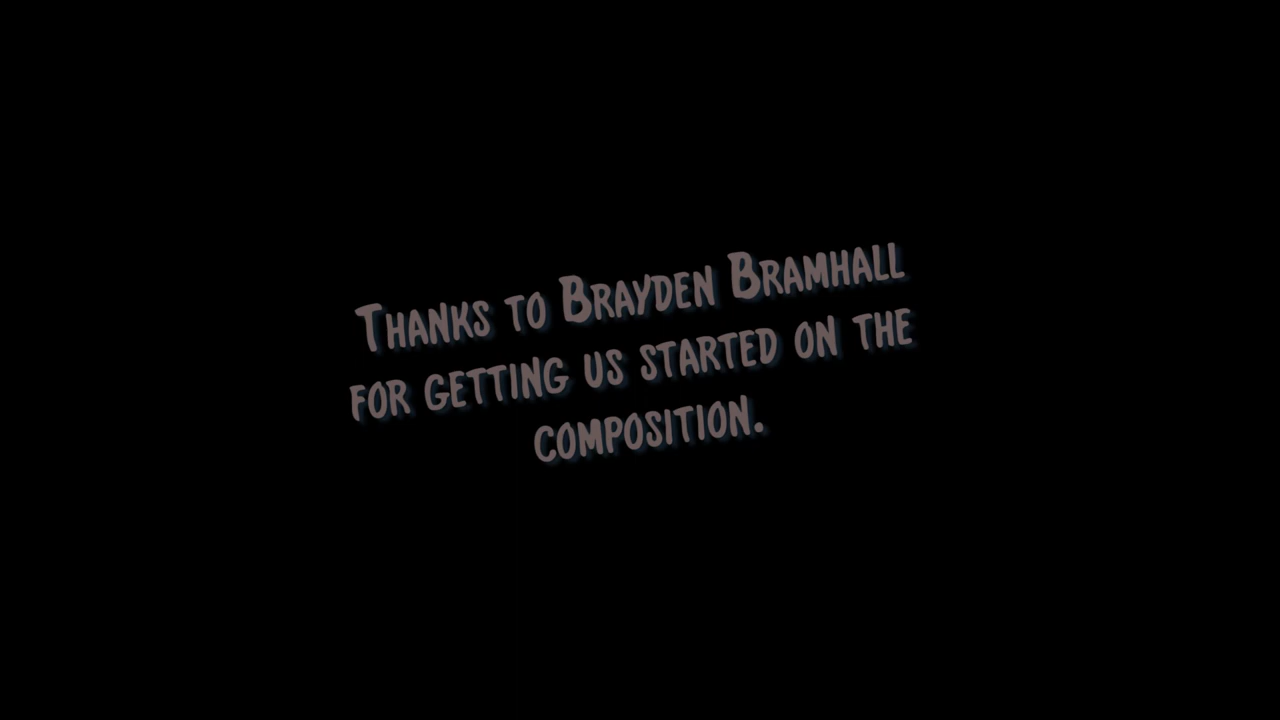 Thanks to Brayden Bramhall
for getting us started on the
composition.